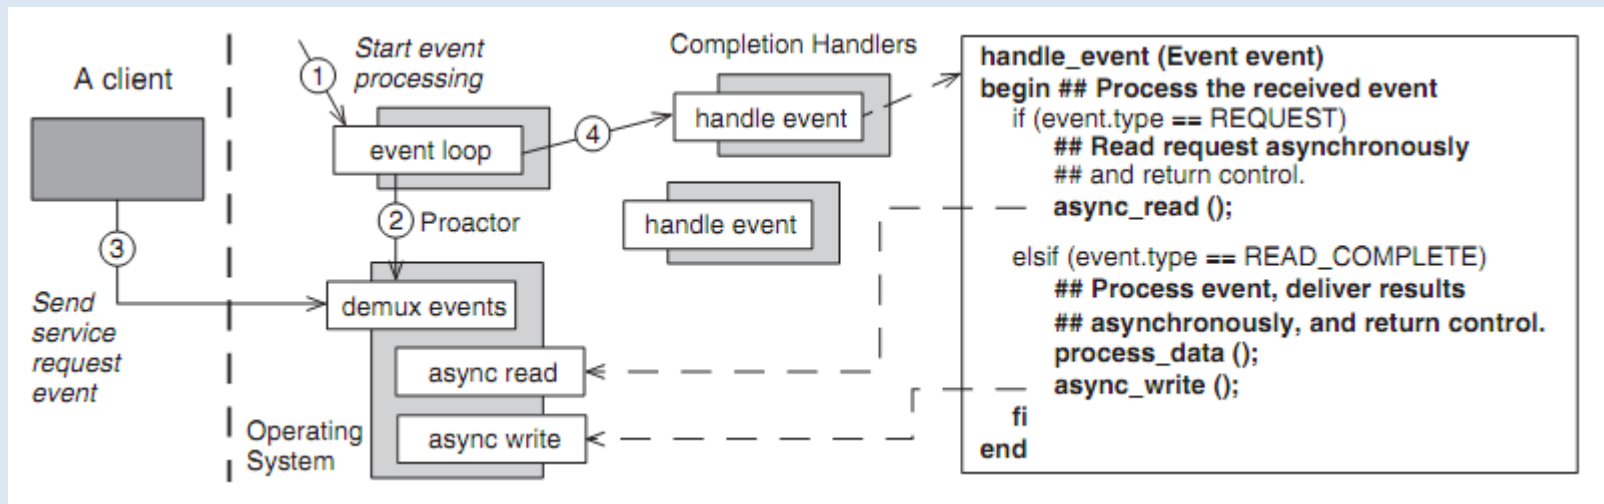 A client
3
Send
service
request
event
1
Start event
processing
event loop
2
Proactor
demux events
async read
async write
Operating
System
4
Completion Handlers
handle event
handle event
handle_event (Event event)
begin ## Process the received event
if (event.type == REQUEST)
## Read request asynchronously
## and return control.
async_read ();
elsif (event.type == READ_COMPLETE)
## Process event, deliver results
## asynchronously, and return control.
process_data ();
async_write ();
fi
end